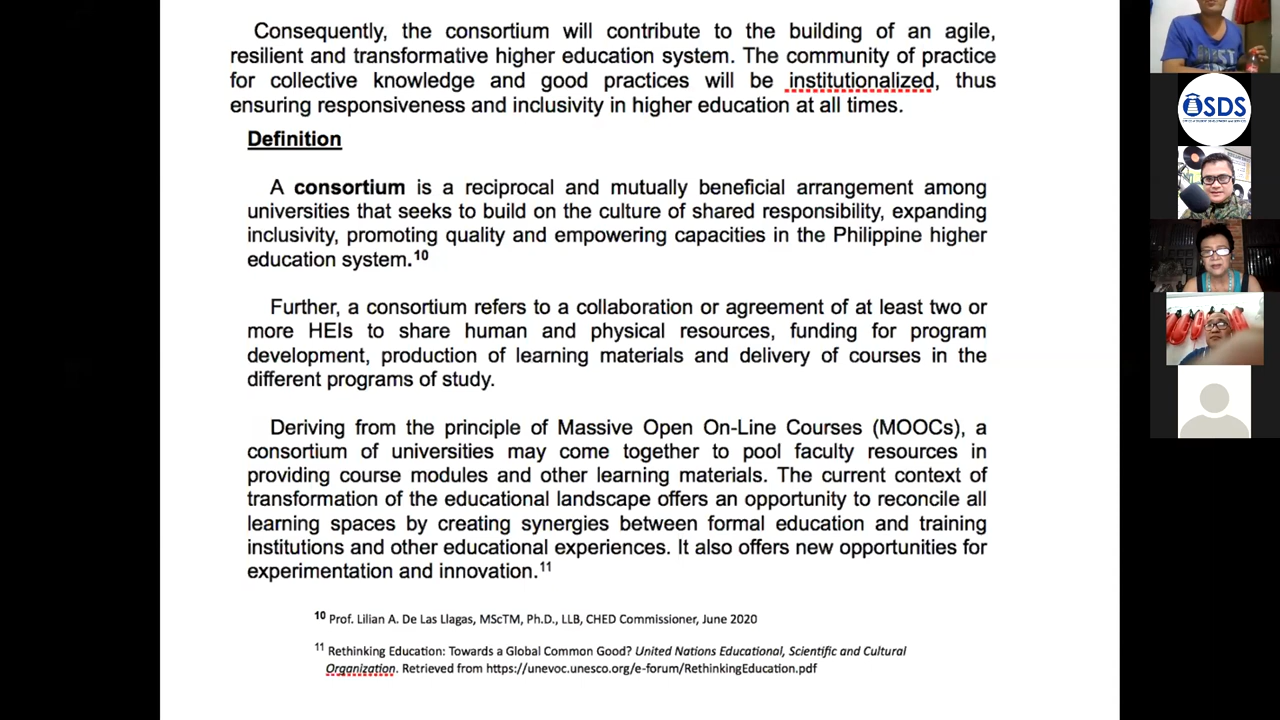 Consequently, the consortium will contribute to the building of an agile,
resilient and transformative higher education system. The community of practice
for collective knowledge and good practices will be institutionalized, thus
ensuring responsiveness and inclusivity in higher education at all times.
Definition
A consortium is a reciprocal and mutually beneficial arrangement among
universities that seeks to build on the culture of shared responsibility, expanding
inclusivity, promoting quality and empowering capacities in the Philippine higher
education system.10
Further, a consortium refers to a collaboration or agreement of at least two or
more HEIs to share human and physical resources, funding for program
development, production of learning materials and delivery of courses in the
different programs of study.
Deriving from the principle of Massive Open On-Line Courses (MOOCs), a
consortium of universities may come together to pool faculty resources in
providing course modules and other learning materials. The current context of
transformation of the educational landscape offers an opportunity to reconcile all
learning spaces by creating synergies between formal education and training
institutions and other educational experiences. It also offers new opportunities for
experimentation and innovation.11
10 Prof. Lilian A. De Las Llagas, MScTM, Ph.D., LLB, CHED Commissioner, June 2020
11 Rethinking Education: Towards a Global Common Good? United Nations Educational, Scientific and Cultural
Organization. Retrieved from https://unevoc.unesco.org/e-forum/RethinkingEducation.pdf
OSDS